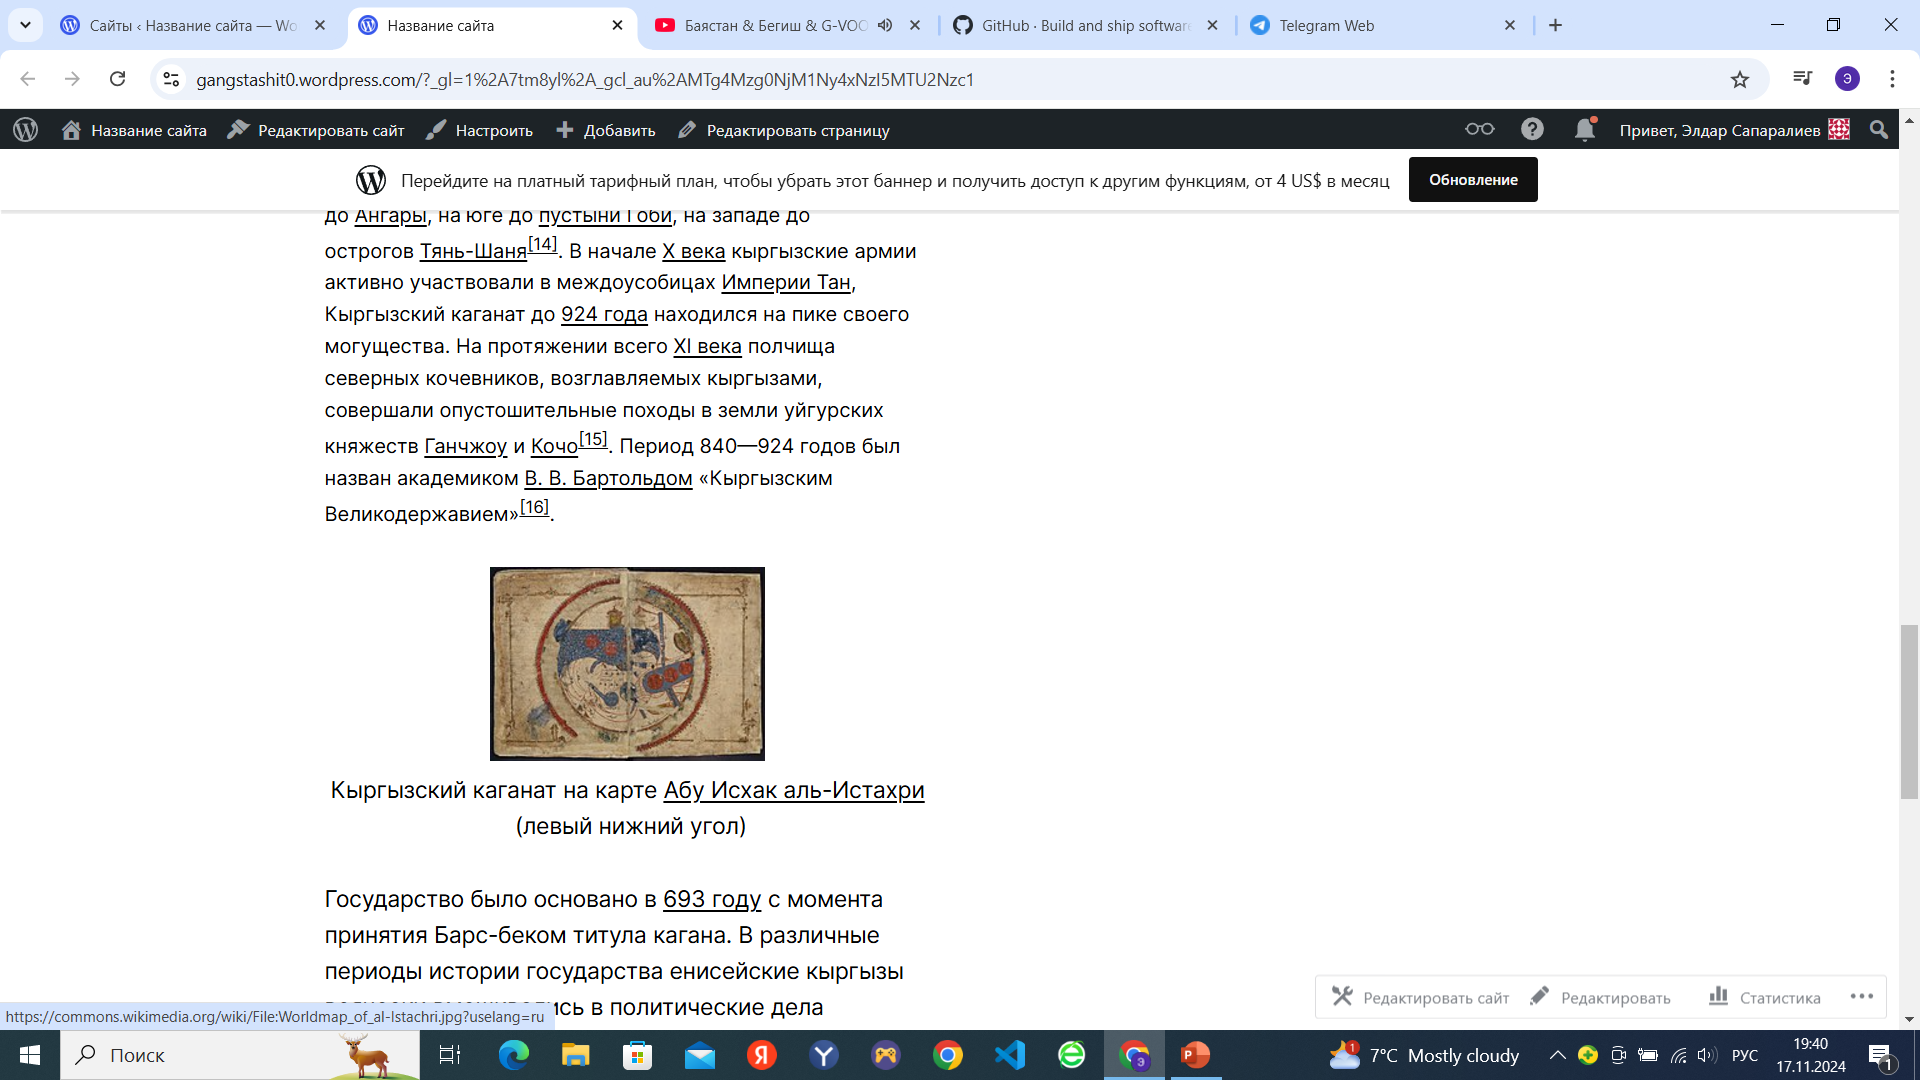 Сайты ‹ Название сайта — Wo
Название сайта
Баястан & Бегиш & G-VOO
GitHub · Build and ship software
Telegram Web
gangstashit0.wordpress.com/?_gl=1%2A7tm8yl%2A_gcl_au%2AMTg4Mzg0NjM1Ny4xNzI5MTU2Nzc1
Э
Название сайта
Редактировать сайт
Настроить
Добавить
Редактировать страницу
Привет, Элдар Сапаралиев
Перейдите на платный тарифный план, чтобы убрать этот баннер и получить доступ к другим функциям, от 4 US$ в месяц
Обновление
до Ангары, на юге до пустыни Гоби, на западе до
острогов Тянь-Шаня[14]. В начале X века кыргызские армии
активно участвовали в междоусобицах Империи Тан,
Кыргызский каганат до 924 года находился на пике своего
могущества. На протяжении всего XI века полчища
северных кочевников, возглавляемых кыргызами,
совершали опустошительные походы в земли уйгурских
княжеств Ганчжоу и Кочо[15]. Период 840—924 годов был
назван академиком В. В. Бартольдом «Кыргызским
Великодержавием»[16].
Кыргызский каганат на карте Абу Исхак аль-Истахри
(левый нижний угол)
Государство было основано в 693 году с момента
принятия Барс-беком титула кагана. В различные
периоды истории государства енисейские кыргызы
в политические дела
Редактировать сайт
Редактировать
Статистика
https://commons.wikimedia.org/wiki/File:Worldmap_of_al-Istachri.jpg?uselang=ru
Поиск
1
7°C Mostly cloudy
РУС
19:40
17.11.2024
1